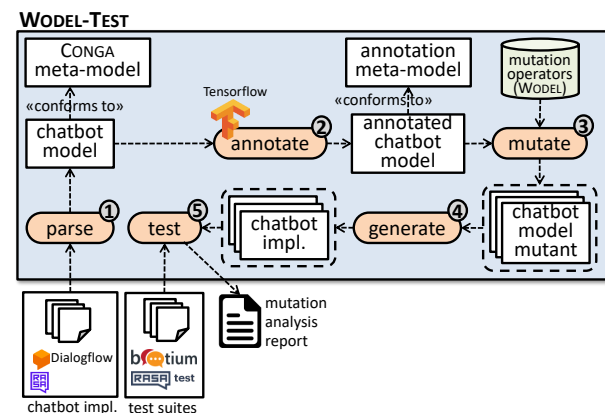 WODEL-TEST
CONGA
meta-model
annotation
meta-model
mutation
operators
(WODEL)
Tensorflow
«conforms to»
«conforms to»
chatbot
model
annotate
2
annotated
chatbot
model
mutate
3
parse
1
test
5
chatbot
impl.
generate
4
chatbot
model
mutant
Dialogflow
RASA
chatbot impl.
botium
RASA test
test suites
mutation
analysis
report